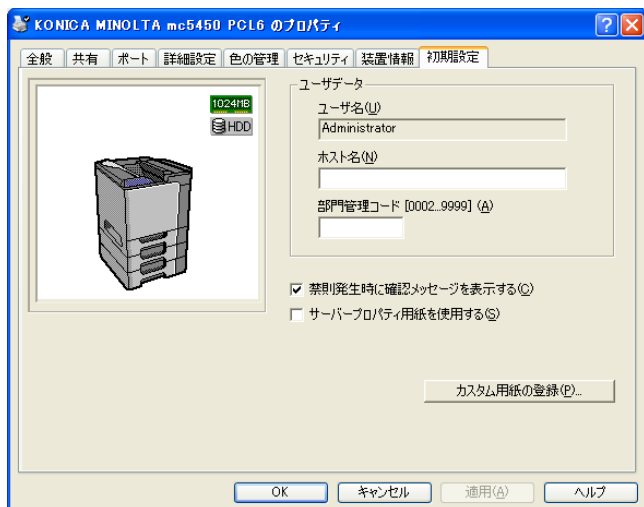 KONICA MINOLTA mc5450 PCL6 のプロパティ
全般 共有 ポート 詳細設定 色の管理 セキュリティ 装置情報 初期設定
1024MB
HDD
ユーザデータ
ユーザ名(U)
Administrator
ホスト名(N)
部門管理コード [0002...9999] (A)
禁則発生時に確認メッセージを表示する(C)
サーバープロパティ用紙を使用する(S)
カスタム用紙の登録(P)...
OK キャンセル 適用(A) ヘルプ